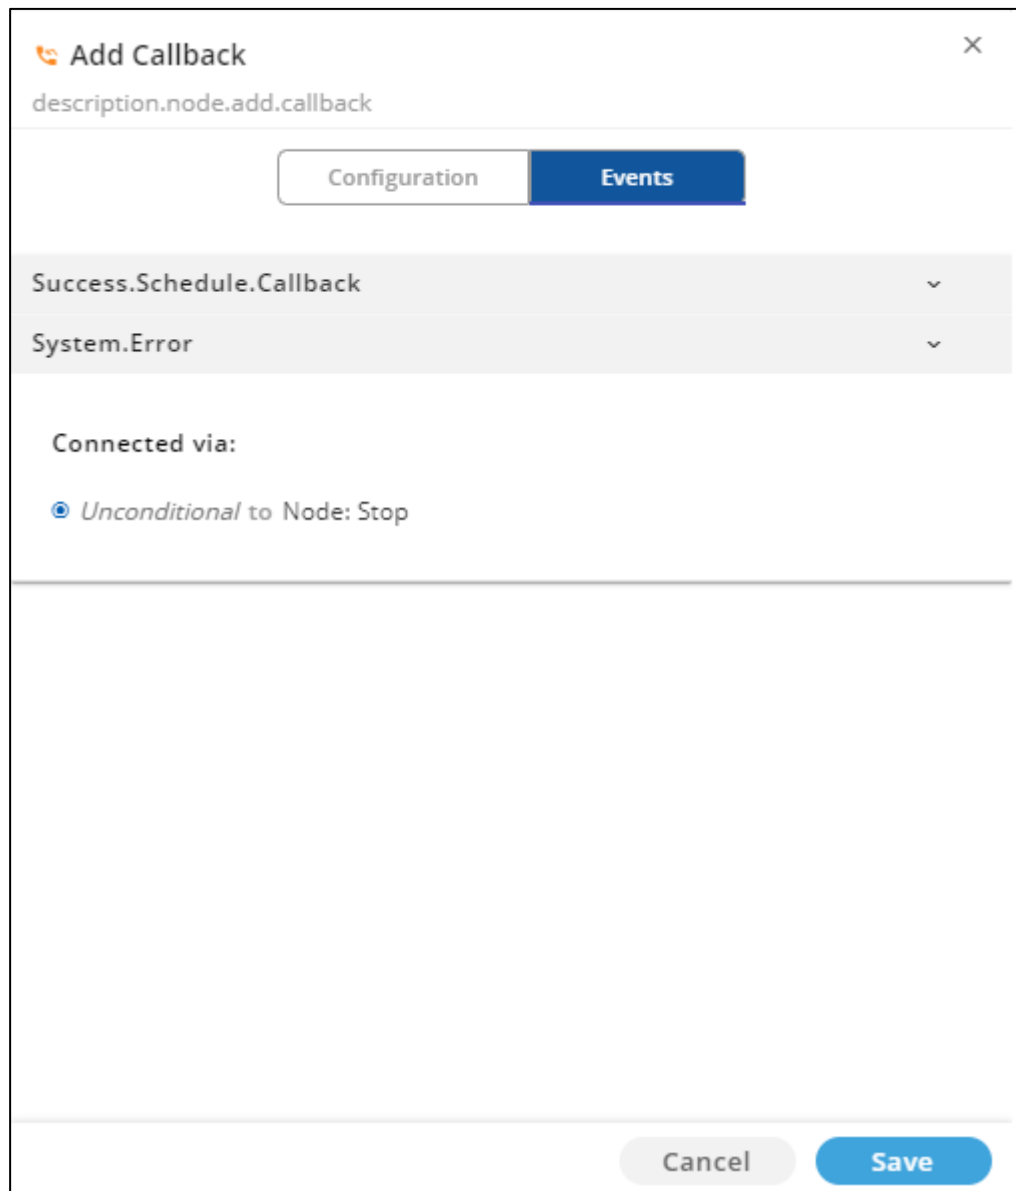 Add Callback
description.node.add.callback
Configuration Events
Success.Schedule.Callback
System.Error
Connected via:
Unconditional to Node: Stop
Cancel Save